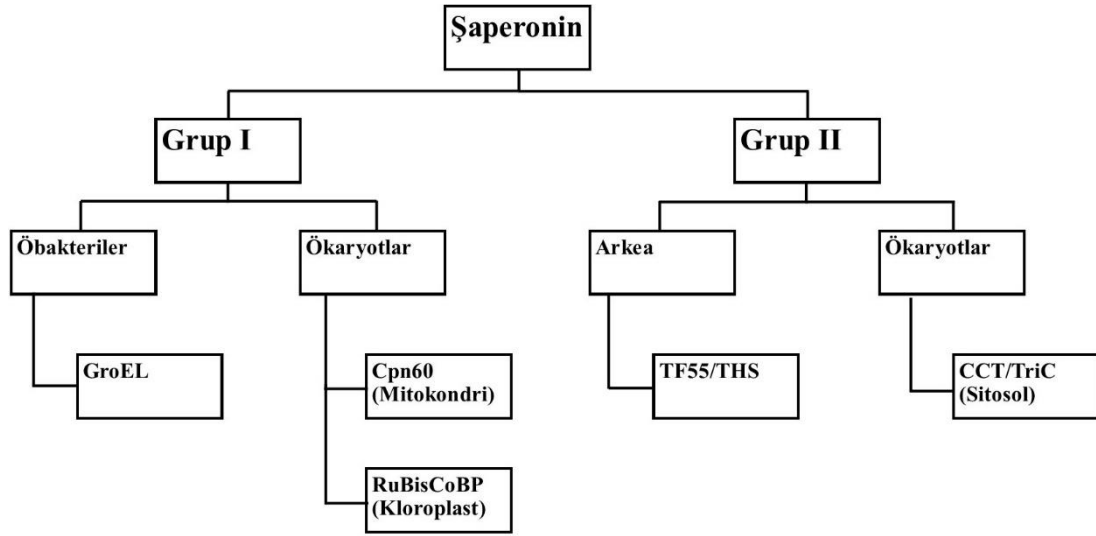 Şaperonin
Grup I
Grup II
Öbakteriler
Ökaryotlar
Arkea
Ökaryotlar
GroEL
Cpn60
(Mitokondri)
TF55/THS
CCT/TriC
(Sitosol)
RuBisCoBP
(Kloroplast)